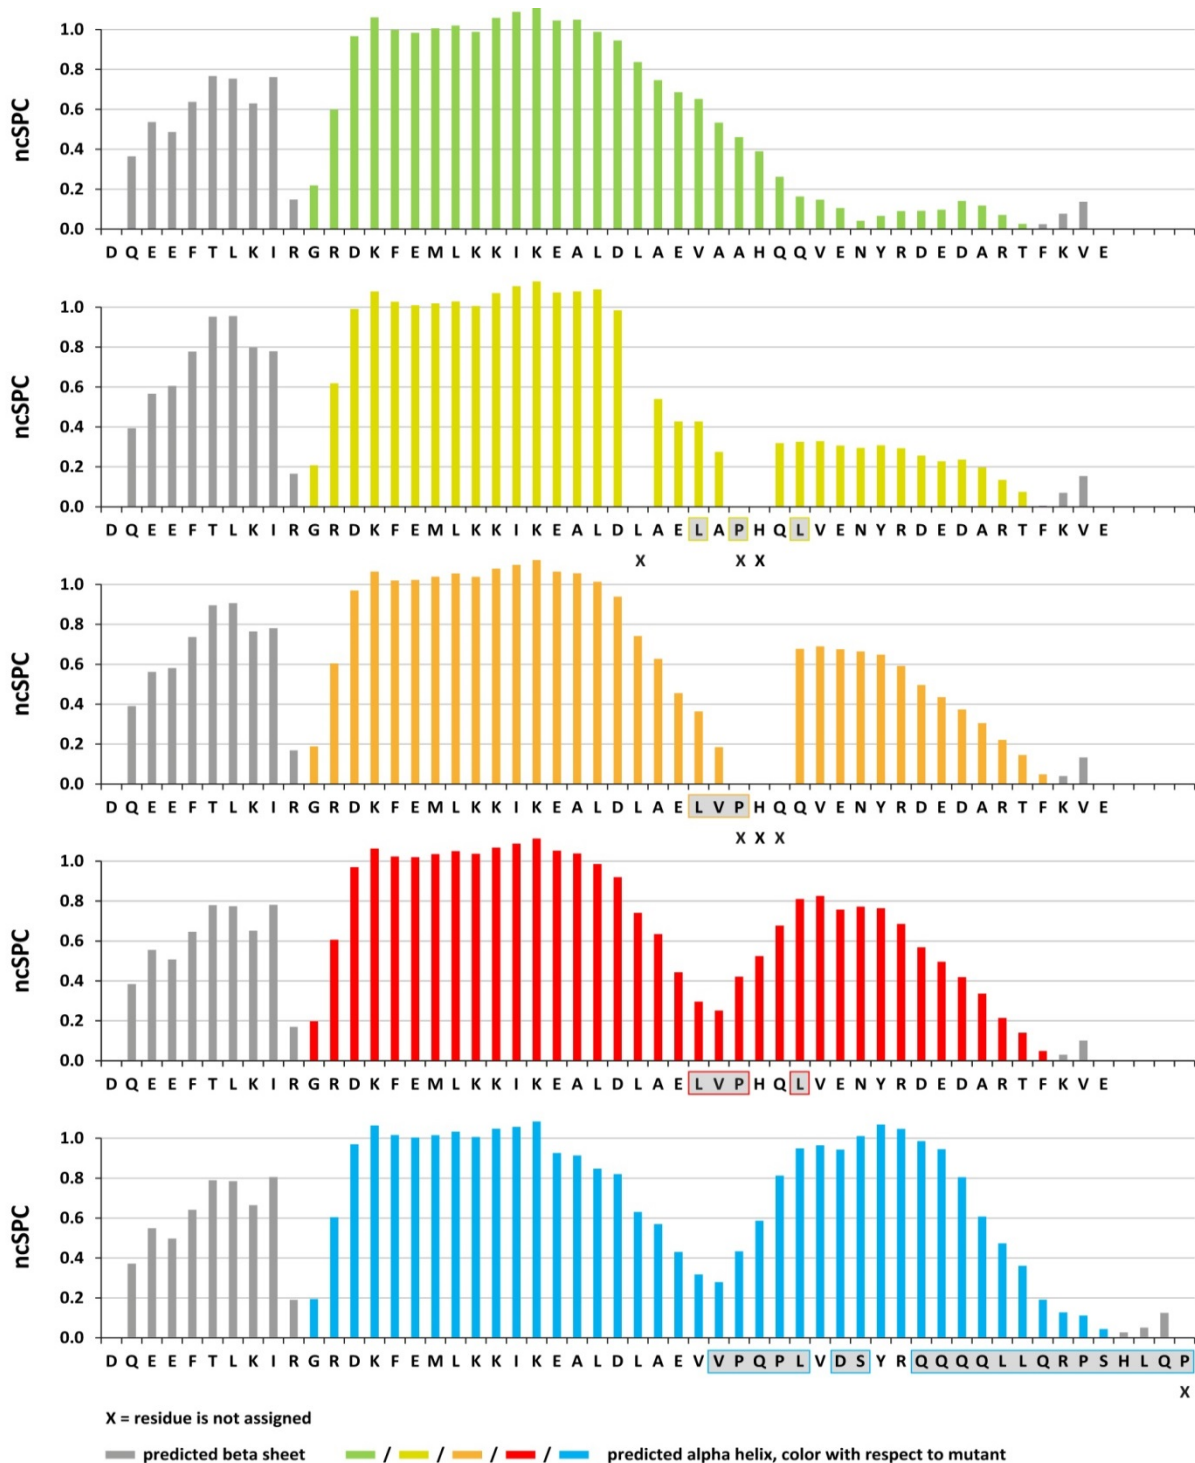 ncSPC
1.0
0.8
0.6
0.4
0.2
0.0
D Q E E F T L K I R G R D K F E M L K K I K E A L D L A E V A A H Q Q V E N Y R D E D A R T F K V E
ncSPC
1.0
0.8
0.6
0.4
0.2
0.0
D Q E E F T L K I R G R D K F E M L K K I K E A L D L A E L A P H Q L V E N Y R D E D A R T F K V E
X X X
ncSPC
1.0
0.8
0.6
0.4
0.2
0.0
D Q E E F T L K I R G R D K F E M L K K I K E A L D L A E L V P H Q Q V E N Y R D E D A R T F K V E
X X X
ncSPC
1.0
0.8
0.6
0.4
0.2
0.0
D Q E E F T L K I R G R D K F E M L K K I K E A L D L A E L V P H Q L V E N Y R D E D A R T F K V E
ncSPC
1.0
0.8
0.6
0.4
0.2
0.0
D Q E E F T L K I R G R D K F E M L K K I K E A L D L A E V V P Q P L V D S Y R Q Q Q Q L L Q R P S H L Q P
X
X = residue is not assigned
predicted beta sheet / / / / predicted alpha helix, color with respect to mutant